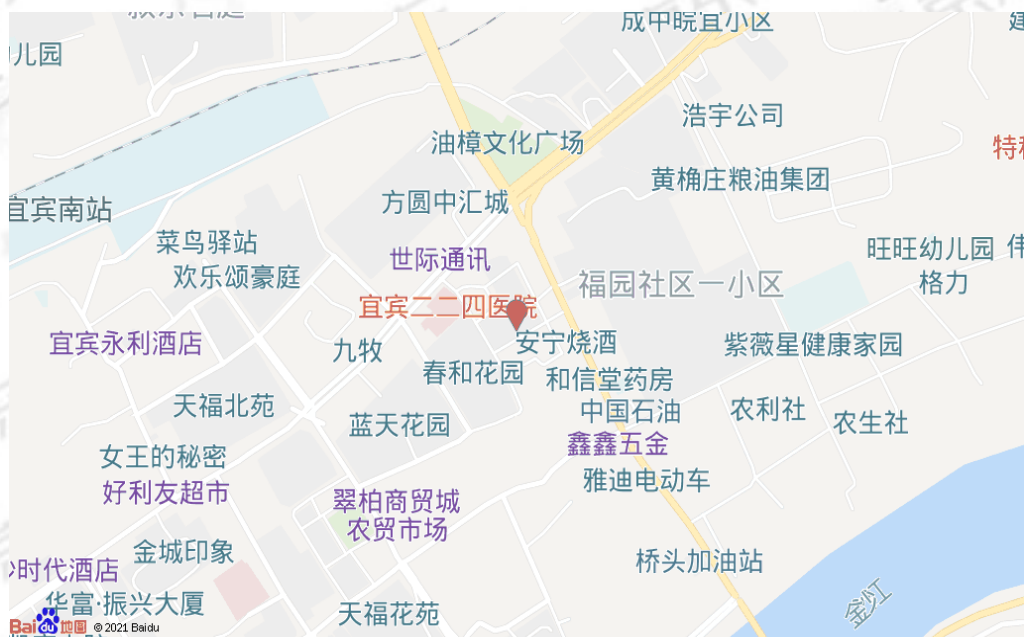 成中皖宜小区
儿园
浩宇公司
油樟文化广场
特
黄桷庄粮油集团
方圆中汇城
宜宾南站
菜鸟驿站
旺旺幼儿园
伟
世际通讯
欢乐颂豪庭
格力
福园社区一小区
宜宾二二四医院
宜宾永利酒店
九牧
安宁烧酒
紫薇星健康家园
春和花园
和信堂药房
天福北苑
中国石油
农利社
蓝天花园
农生社
鑫鑫五金
女王的秘密
雅迪电动车
好利友超市
翠柏商贸城
农贸市场
金城印象
桥头加油站
时代酒店
金沙江
华富·振兴大厦
天福花苑
Bai du 地图 © 2021 Baidu